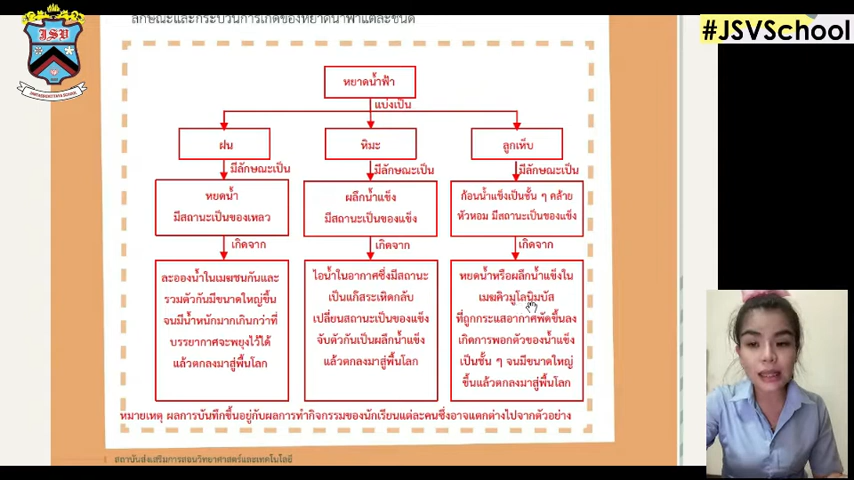 #JSVSchool
JSV
ลักษณะและกระบวนการเกิดของหยาดน้ำฟ้าแต่ละชนิด
หยาดน้ำฟ้า
แบ่งเป็น
ฝน
หิมะ
ลูกเห็บ
มีลักษณะเป็น
มีลักษณะเป็น
มีลักษณะเป็น
หยดน้ำ
มีสถานะเป็นของเหลว
ผลึกน้ำแข็ง
มีสถานะเป็นของแข็ง
ก้อนน้ำแข็งเป็นชั้น ๆ คล้าย
หัวหอม มีสถานะเป็นของแข็ง
เกิดจาก
เกิดจาก
เกิดจาก
ละอองน้ำในเมฆชนกันและ
รวมตัวกันมีขนาดใหญ่ขึ้น
จนมีน้ำหนักมากเกินกว่าที่
บรรยากาศจะพยุงไว้ได้
แล้วตกลงมาสู่พื้นโลก
ไอน้ำในอากาศซึ่งมีสถานะ
เป็นแก๊สระเหิดกลับ
เปลี่ยนสถานะเป็นของแข็ง
จับตัวกันเป็นผลึกน้ำแข็ง
แล้วตกลงมาสู่พื้นโลก
หยดน้ำหรือผลึกน้ำแข็งใน
เมฆคิวมูโลนิมบัส
ที่ถูกกระแสอากาศพัดขึ้นลง
เกิดการพอกตัวของน้ำแข็ง
เป็นชั้น ๆ จนมีขนาดใหญ่
ขึ้นแล้วตกลงมาสู่พื้นโลก
หมายเหตุ ผลการบันทึกขึ้นอยู่กับผลการทำกิจกรรมของนักเรียนแต่ละคนซึ่งอาจแตกต่างไปจากตัวอย่าง
สถาบันส่งเสริมการสอนวิทยาศาสตร์และเทคโนโลยี